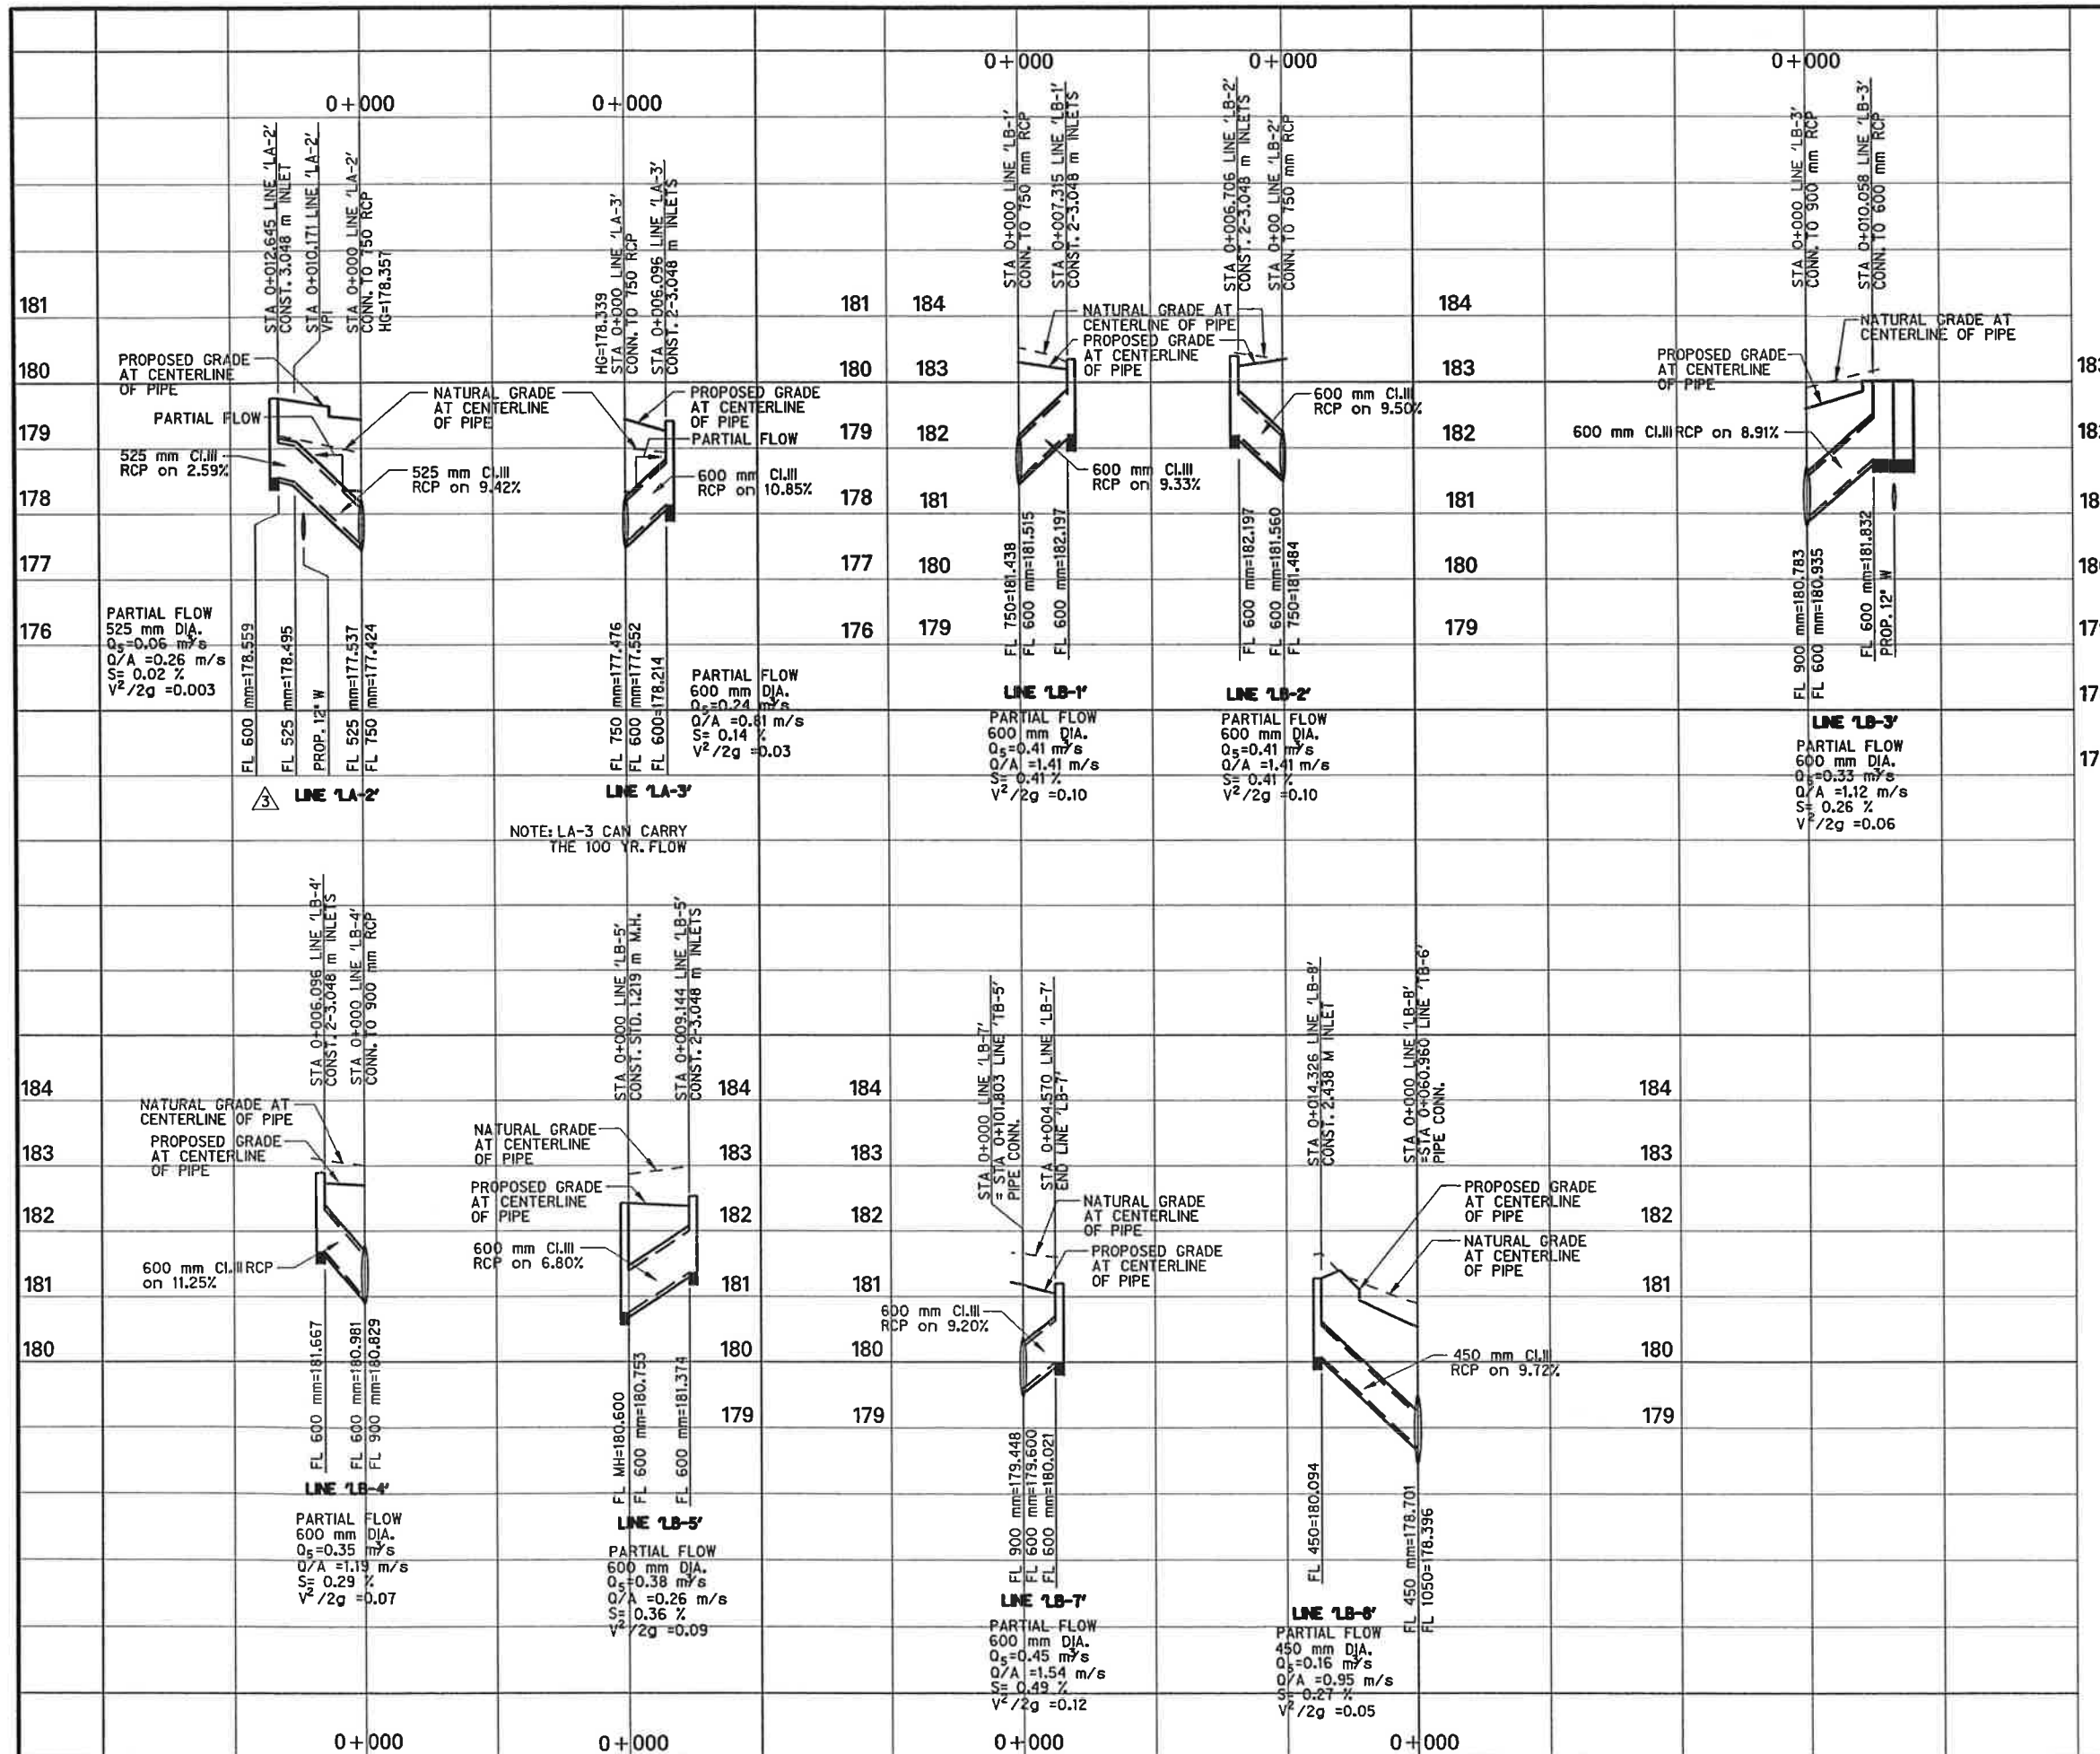 0+000
0+000
0+000
0+000
0+000
STA 0+012.645 LINE 'LA-2'
CONST. 3.048 m INLET
STA 0+010.171 LINE 'LA-2'
VPI
STA 0+000 LINE 'LA-2'
CONN. TO 750 RCP
HG=178.357
PROPOSED GRADE
AT CENTERLINE
OF PIPE
PARTIAL FLOW
525 mm Cl.III
RCP on 2.59%
NATURAL GRADE
AT CENTERLINE
OF PIPE
525 mm Cl.III
RCP on 9.42%
181
180
179
178
177
176
PARTIAL FLOW
525 mm DIA.
Q5=0.06 m³/s
Q/A =0.26 m/s
S= 0.02 %
V²/2g =0.003
FL 600 mm=178.559
FL 525 mm=178.495
PROP. 12" W
FL 525 mm=177.537
FL 750 mm=177.424
3
LINE 'LA-2'
HG=178.339
STA 0+000 LINE 'LA-3'
CONN. TO 750 RCP
STA 0+006.096 LINE 'LA-3'
CONST. 2-3.048 m INLETS
PROPOSED GRADE
AT CENTERLINE
OF PIPE
PARTIAL FLOW
600 mm Cl.III
RCP on 10.85%
FL 750 mm=177.476
FL 600 mm=177.552
FL 600=178.214
PARTIAL FLOW
600 mm DIA.
Q5=0.24 m³/s
Q/A =0.81 m/s
S= 0.14 %
V²/2g =0.03
LINE 'LA-3'
NOTE: LA-3 CAN CARRY
THE 100 YR. FLOW
181
180
179
178
177
176
184
183
182
181
180
179
STA 0+000 LINE 'LB-1'
CONN. TO 750 mm RCP
STA 0+007.315 LINE 'LB-1'
CONST. 2-3.048 m INLETS
NATURAL GRADE AT
CENTERLINE OF PIPE
PROPOSED GRADE
AT CENTERLINE
OF PIPE
600 mm Cl.III
RCP on 9.33%
FL 750=181.438
FL 600 mm=181.515
FL 600 mm=182.197
LINE 'LB-1'
PARTIAL FLOW
600 mm DIA.
Q5=0.41 m³/s
Q/A =1.41 m/s
S= 0.41 %
V²/2g =0.10
STA 0+006.706 LINE 'LB-2'
CONST. 2-3.048 m INLETS
STA 0+00 LINE 'LB-2'
CONN. TO 750 mm RCP
600 mm Cl.III
RCP on 9.50%
FL 600 mm=182.197
FL 600 mm=181.560
FL 750=181.484
LINE 'LB-2'
PARTIAL FLOW
600 mm DIA.
Q5=0.41 m³/s
Q/A =1.41 m/s
S= 0.41 %
V²/2g =0.10
184
183
182
181
180
179
STA 0+000 LINE 'LB-3'
CONN. TO 900 mm RCP
STA 0+010.058 LINE 'LB-3'
CONN. TO 600 mm RCP
NATURAL GRADE AT
CENTERLINE OF PIPE
PROPOSED GRADE
AT CENTERLINE
OF PIPE
600 mm Cl.III RCP on 8.91%
FL 900 mm=180.783
FL 600 mm=180.935
FL 600 mm=181.832
PROP. 12" W
LINE 'LB-3'
PARTIAL FLOW
600 mm DIA.
Q5=0.33 m³/s
Q/A =1.12 m/s
S= 0.26 %
V²/2g =0.06
STA 0+006.096 LINE 'LB-4'
CONST. 2-3.048 m INLETS
STA 0+000 LINE 'LB-4'
CONN. TO 900 mm RCP
184
183
182
181
180
NATURAL GRADE AT
CENTERLINE OF PIPE
PROPOSED GRADE
AT CENTERLINE
OF PIPE
600 mm Cl.III RCP
on 11.25%
FL 600 mm=181.667
FL 600 mm=180.981
FL 900 mm=180.829
LINE 'LB-4'
PARTIAL FLOW
600 mm DIA.
Q5=0.35 m³/s
Q/A =1.19 m/s
S= 0.29 %
V²/2g =0.07
STA 0+000 LINE 'LB-5'
CONST. STD. 1.219 m M.H.
STA 0+009.144 LINE 'LB-5'
CONST. 2-3.048 m INLETS
NATURAL GRADE
AT CENTERLINE
OF PIPE
PROPOSED GRADE
AT CENTERLINE
OF PIPE
600 mm Cl.III
RCP on 6.80%
FL MH=180.600
FL 600 mm=180.753
FL 600 mm=181.374
LINE 'LB-5'
PARTIAL FLOW
600 mm DIA.
Q5=0.38 m³/s
Q/A =0.26 m/s
S= 0.36 %
V²/2g =0.09
184
183
182
181
180
179
184
183
182
181
180
179
STA 0+000 LINE 'LB-7'
= STA 0+101.803 LINE 'TB-5'
PIPE CONN.
STA 0+004.570 LINE 'LB-7'
END LINE 'LB-7'
NATURAL GRADE
AT CENTERLINE
OF PIPE
PROPOSED GRADE
AT CENTERLINE
OF PIPE
600 mm Cl.III
RCP on 9.20%
FL 900 mm=179.448
FL 600 mm=179.600
FL 600 mm=180.021
LINE 'LB-7'
PARTIAL FLOW
600 mm DIA.
Q5=0.45 m³/s
Q/A =1.54 m/s
S= 0.49 %
V²/2g =0.12
STA 0+014.326 LINE 'LB-8'
CONST. 2.438 M INLET
STA 0+000 LINE 'LB-8'
=STA 0+060.960 LINE 'TB-6'
PIPE CONN.
PROPOSED GRADE
AT CENTERLINE
OF PIPE
NATURAL GRADE
AT CENTERLINE
OF PIPE
450 mm Cl.III
RCP on 9.72%
FL 450=180.094
FL 450 mm=178.701
FL 1050=178.396
LINE 'LB-8'
PARTIAL FLOW
450 mm DIA.
Q5=0.16 m³/s
Q/A =0.95 m/s
S= 0.27 %
V²/2g =0.05
184
183
182
181
180
179
0+000
0+000
0+000
0+000